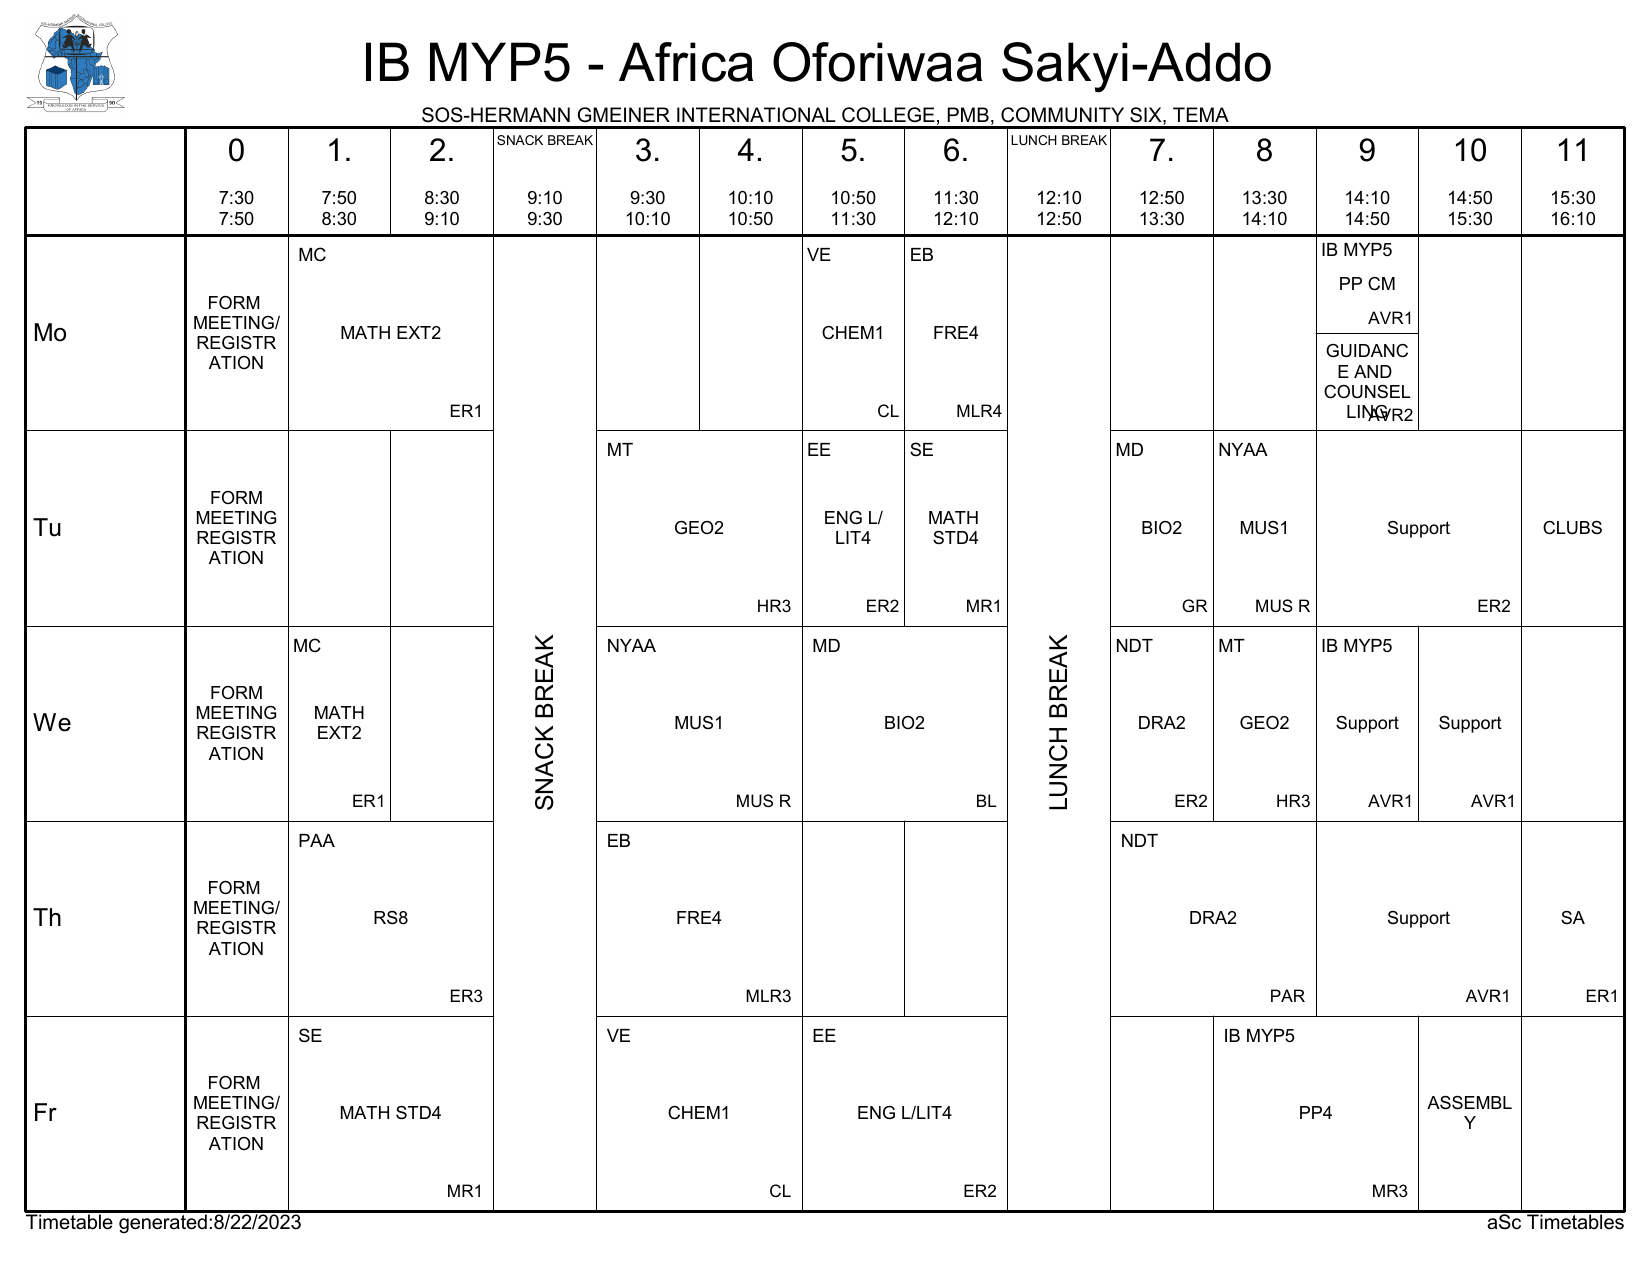 IB MYP5 - Africa Oforiwaa Sakyi-Addo
SOS-HERMANN GMEINER INTERNATIONAL COLLEGE, PMB, COMMUNITY SIX, TEMA
0 1. 2. SNACK BREAK 3. 4. 5. 6. LUNCH BREAK 7. 8 9 10 11
7:30 7:50 8:30 9:10 9:30 10:10 10:50 11:30 12:10 12:50 13:30 14:10 14:50 15:30
7:50 8:30 9:10 9:30 10:10 10:50 11:30 12:10 12:50 13:30 14:10 14:50 15:30 16:10
Mo
FORM
MEETING/
REGISTR
ATION
MC
MATH EXT2
ER1
VE
CHEM1
CL
EB
FRE4
MLR4
IB MYP5
PP CM
AVR1
GUIDANC
E AND
COUNSEL
LING
AVR2
Tu
FORM
MEETING
REGISTR
ATION
MT
GEO2
HR3
EE
ENG L/
LIT4
ER2
SE
MATH
STD4
MR1
MD
BIO2
GR
NYAA
MUS1
MUS R
Support
ER2
CLUBS
We
FORM
MEETING
REGISTR
ATION
MC
MATH
EXT2
ER1
SNACK BREAK
NYAA
MUS1
MUS R
MD
BIO2
BL
LUNCH BREAK
NDT
DRA2
ER2
MT
GEO2
HR3
IB MYP5
Support
AVR1
Support
AVR1
Th
FORM
MEETING/
REGISTR
ATION
PAA
RS8
ER3
EB
FRE4
MLR3
NDT
DRA2
PAR
Support
AVR1
SA
ER1
Fr
FORM
MEETING/
REGISTR
ATION
SE
MATH STD4
MR1
VE
CHEM1
CL
EE
ENG L/LIT4
ER2
IB MYP5
PP4
MR3
ASSEMBL
Y
Timetable generated:8/22/2023
aSc Timetables